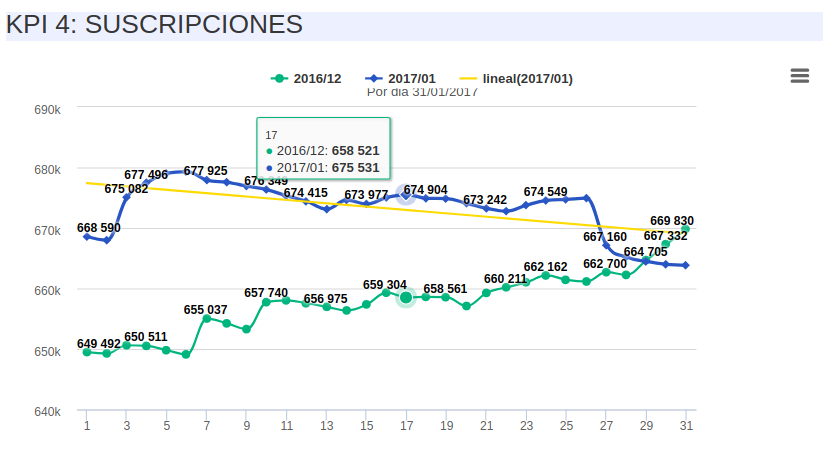 KPI 4: SUSCRIPCIONES
2016/12 2017/01 lineal(2017/01)
Por dia 31/01/2017
690k
680k
670k
660k
650k
640k
17
2016/12: 658 521
2017/01: 675 531
668 590
675 082
677 496
677 925
676 349
674 415
673 977
674 904
673 242
674 549
667 160
664 705
667 332
669 830
649 492
650 511
655 037
657 740
656 975
659 304
658 561
660 211
662 162
662 700
1 3 5 7 9 11 13 15 17 19 21 23 25 27 29 31